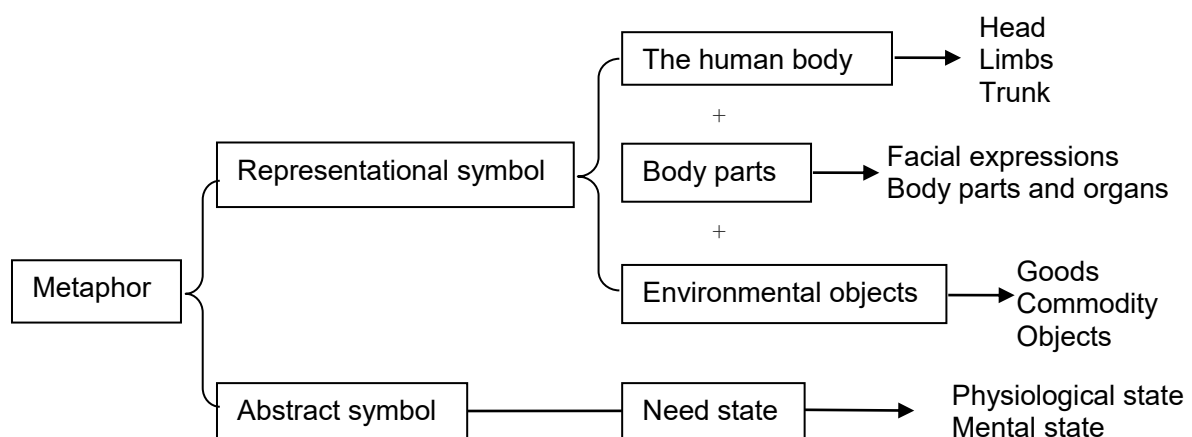 Head
Limbs
Trunk
The human body
+
Representational symbol
Body parts
Facial expressions
Body parts and organs
+
Metaphor
Environmental objects
Goods
Commodity
Objects
Abstract symbol
Need state
Physiological state
Mental state